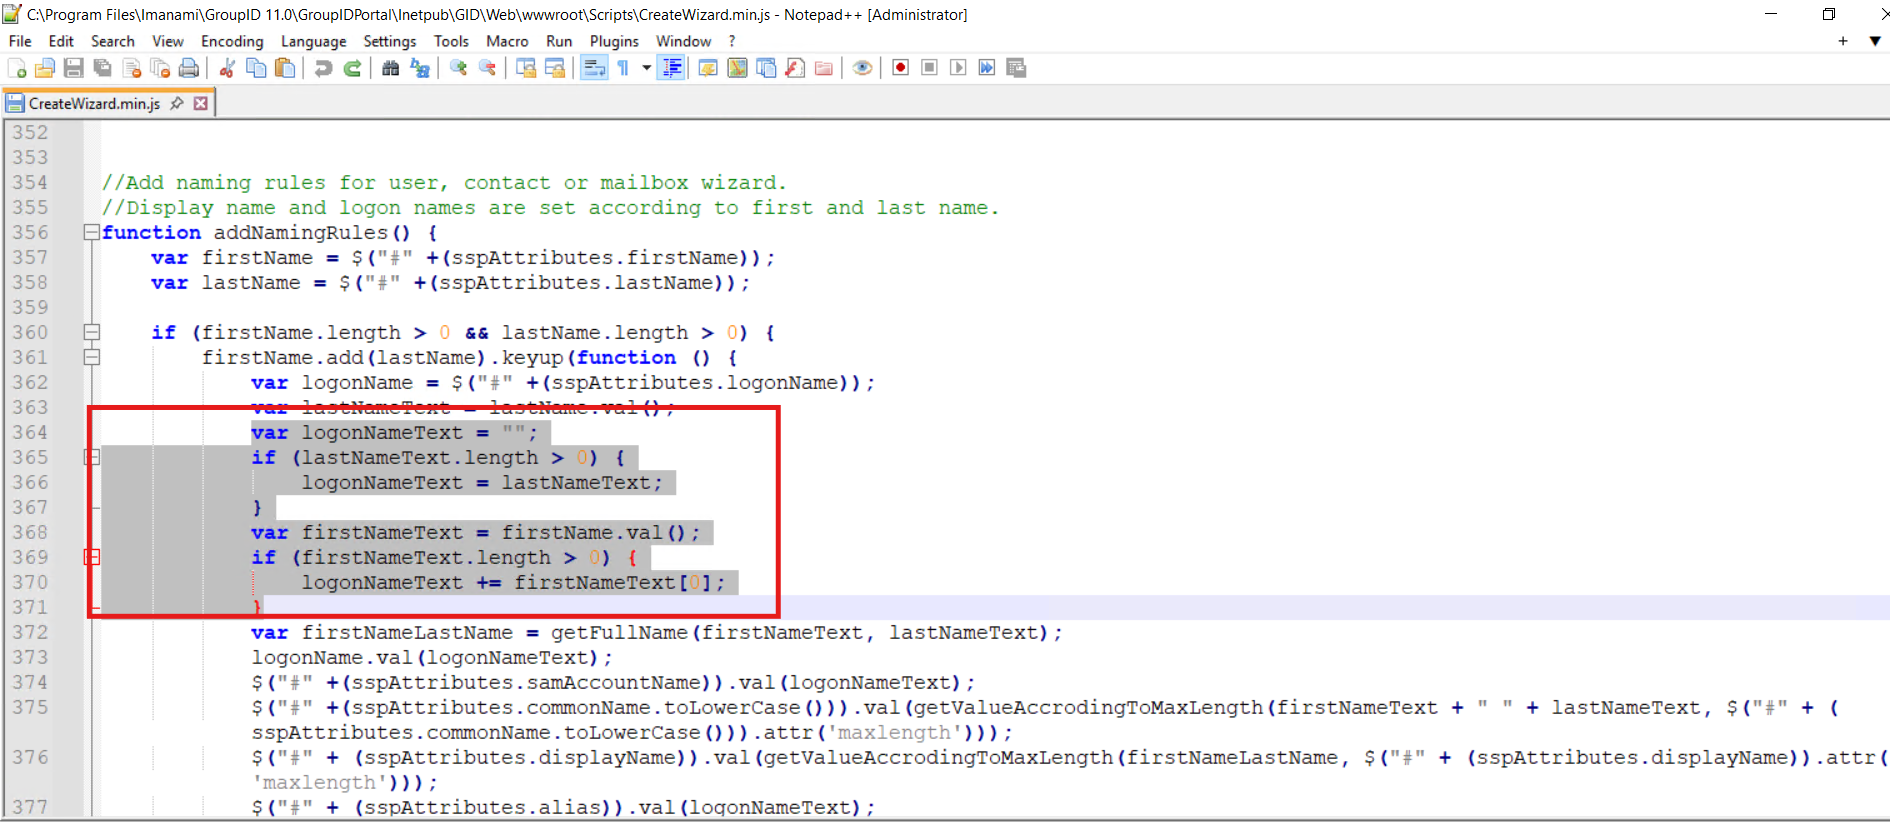 C:\Program Files\Imanami\GroupID 11.0\GroupIDPortal\Inetpub\GID\Web\wwwroot\Scripts\CreateWizard.min.js - Notepad++ [Administrator]
File Edit Search View Encoding Language Settings Tools Macro Run Plugins Window ?
CreateWizard.min.js
352
353
354 //Add naming rules for user, contact or mailbox wizard.
355 //Display name and logon names are set according to first and last name.
356 function addNamingRules() {
357 var firstName = $("#" +(sspAttributes.firstName));
358 var lastName = $("#" +(sspAttributes.lastName));
359
360 if (firstName.length > 0 && lastName.length > 0) {
361 firstName.add(lastName).keyup(function () {
362 var logonName = $("#" +(sspAttributes.logonName));
363 var lastNameText = lastName.val();
364 var logonNameText = "";
365 if (lastNameText.length > 0) {
366 logonNameText = lastNameText;
367 }
368 var firstNameText = firstName.val();
369 if (firstNameText.length > 0) {
370 logonNameText += firstNameText[0];
371 }
372 var firstNameLastName = getFullName(firstNameText, lastNameText);
373 logonName.val(logonNameText);
374 $("#" +(sspAttributes.samAccountName)).val(logonNameText);
375 $("#" +(sspAttributes.commonName.toLowerCase())).val(getValueAccrodingToMaxLength(firstNameText + " " + lastNameText, $("#" + (
sspAttributes.commonName.toLowerCase())).attr('maxlength')));
376 $("#" + (sspAttributes.displayName)).val(getValueAccrodingToMaxLength(firstNameLastName, $("#" + (sspAttributes.displayName)).attr(
'maxlength')));
377 $("#" + (sspAttributes.alias)).val(logonNameText);